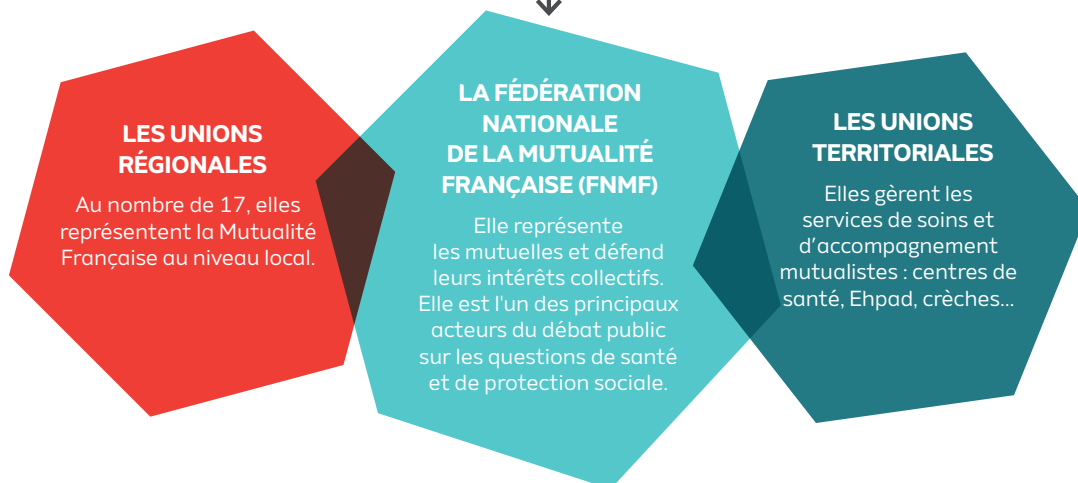 LES UNIONS
RÉGIONALES
Au nombre de 17, elles
représentent la Mutualité
Française au niveau local.
LA FÉDÉRATION
NATIONALE
DE LA MUTUALITÉ
FRANÇAISE (FNMF)
Elle représente
les mutuelles et défend
leurs intérêts collectifs.
Elle est l'un des principaux
acteurs du débat public
sur les questions de santé
et de protection sociale.
LES UNIONS
TERRITORIALES
Elles gèrent les
services de soins et
d'accompagnement
mutualistes : centres de
santé, Ehpad, crèches...